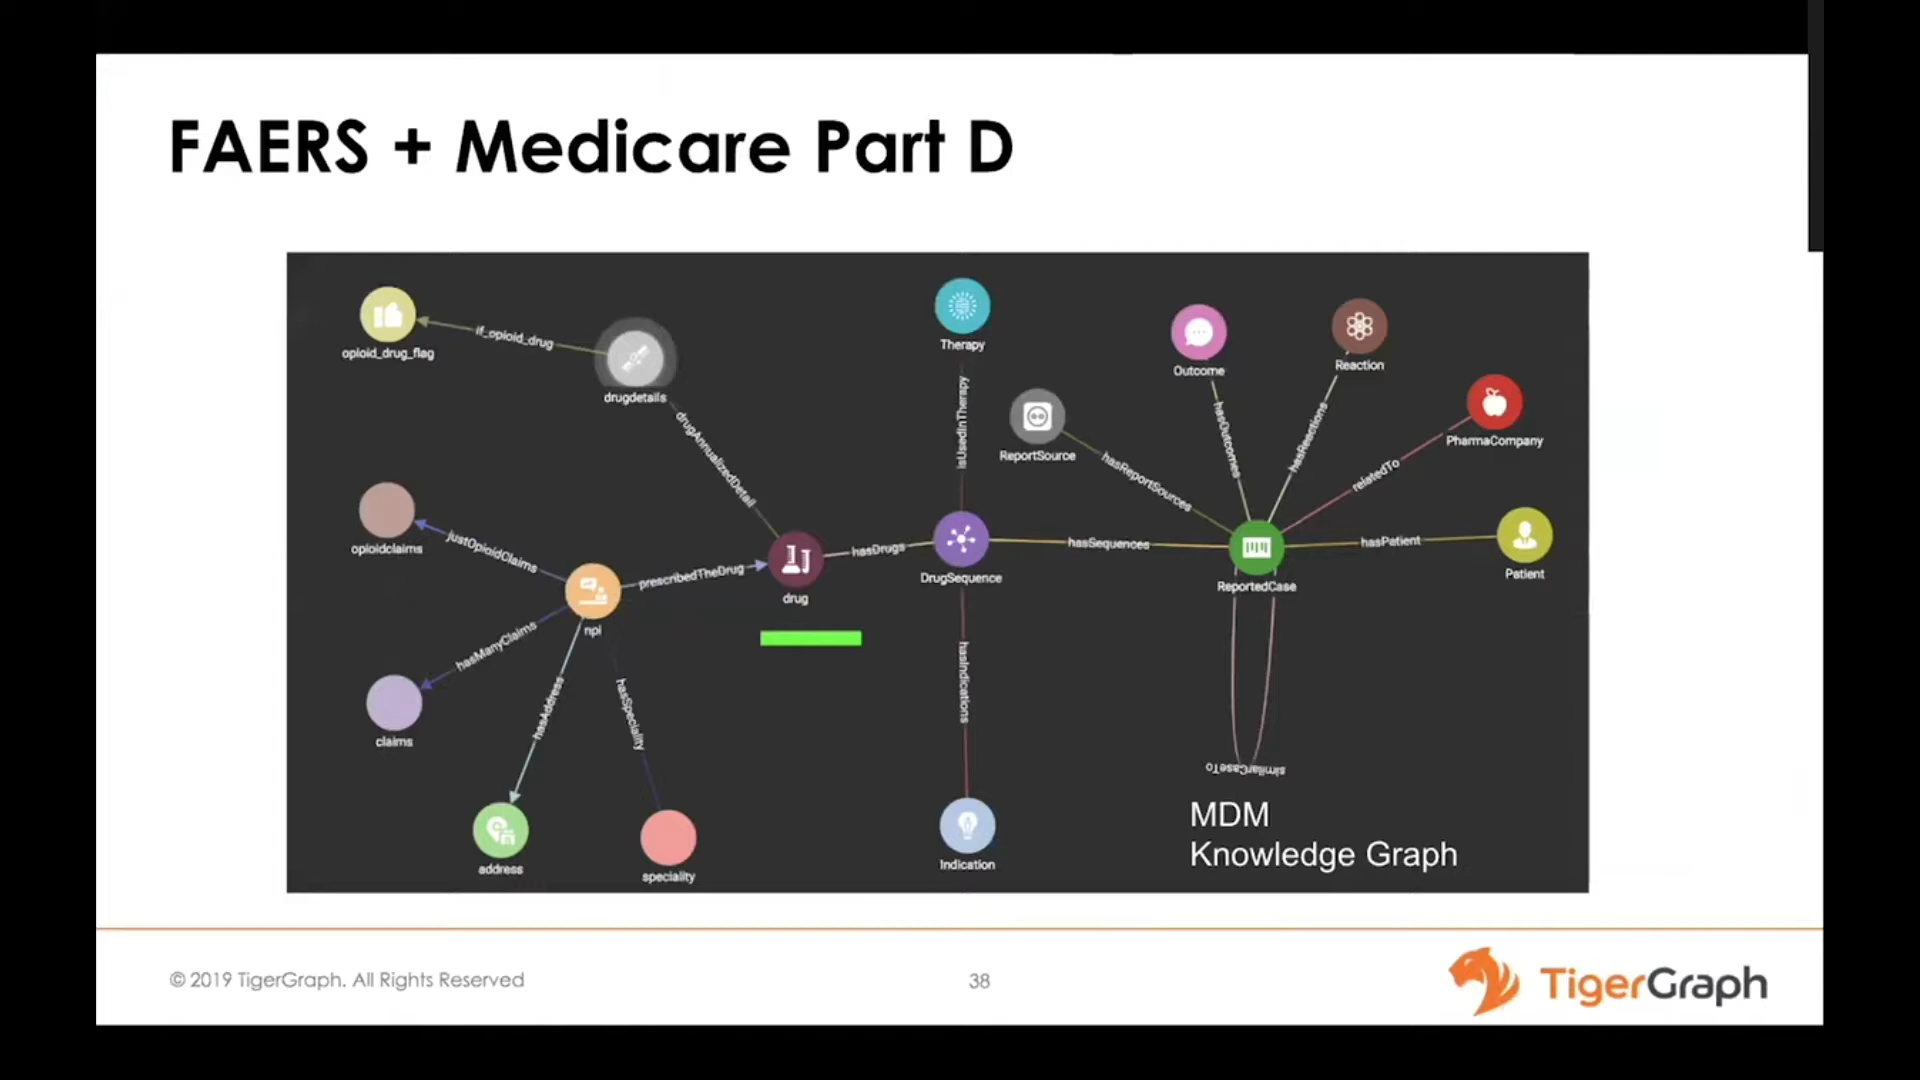 FAERS + Medicare Part D
opioid_drug_flag
if_opioid_drug
drugdetails
drugAnnualizedDetail
Therapy
isUsedInTherapy
ReportSource
hasReportSources
Outcome
hasOutcomes
Reaction
hasReactions
PharmaCompany
relatedTo
opioidclaims
justOpioidClaims
npi
prescribedTheDrug
drug
hasDrugs
DrugSequence
hasSequences
ReportedCase
hasPatient
Patient
hasManyClaims
claims
hasAddress
address
hasSpeciality
speciality
hasIndications
Indication
similarCaseTo
MDM
Knowledge Graph
© 2019 TigerGraph. All Rights Reserved
38
TigerGraph